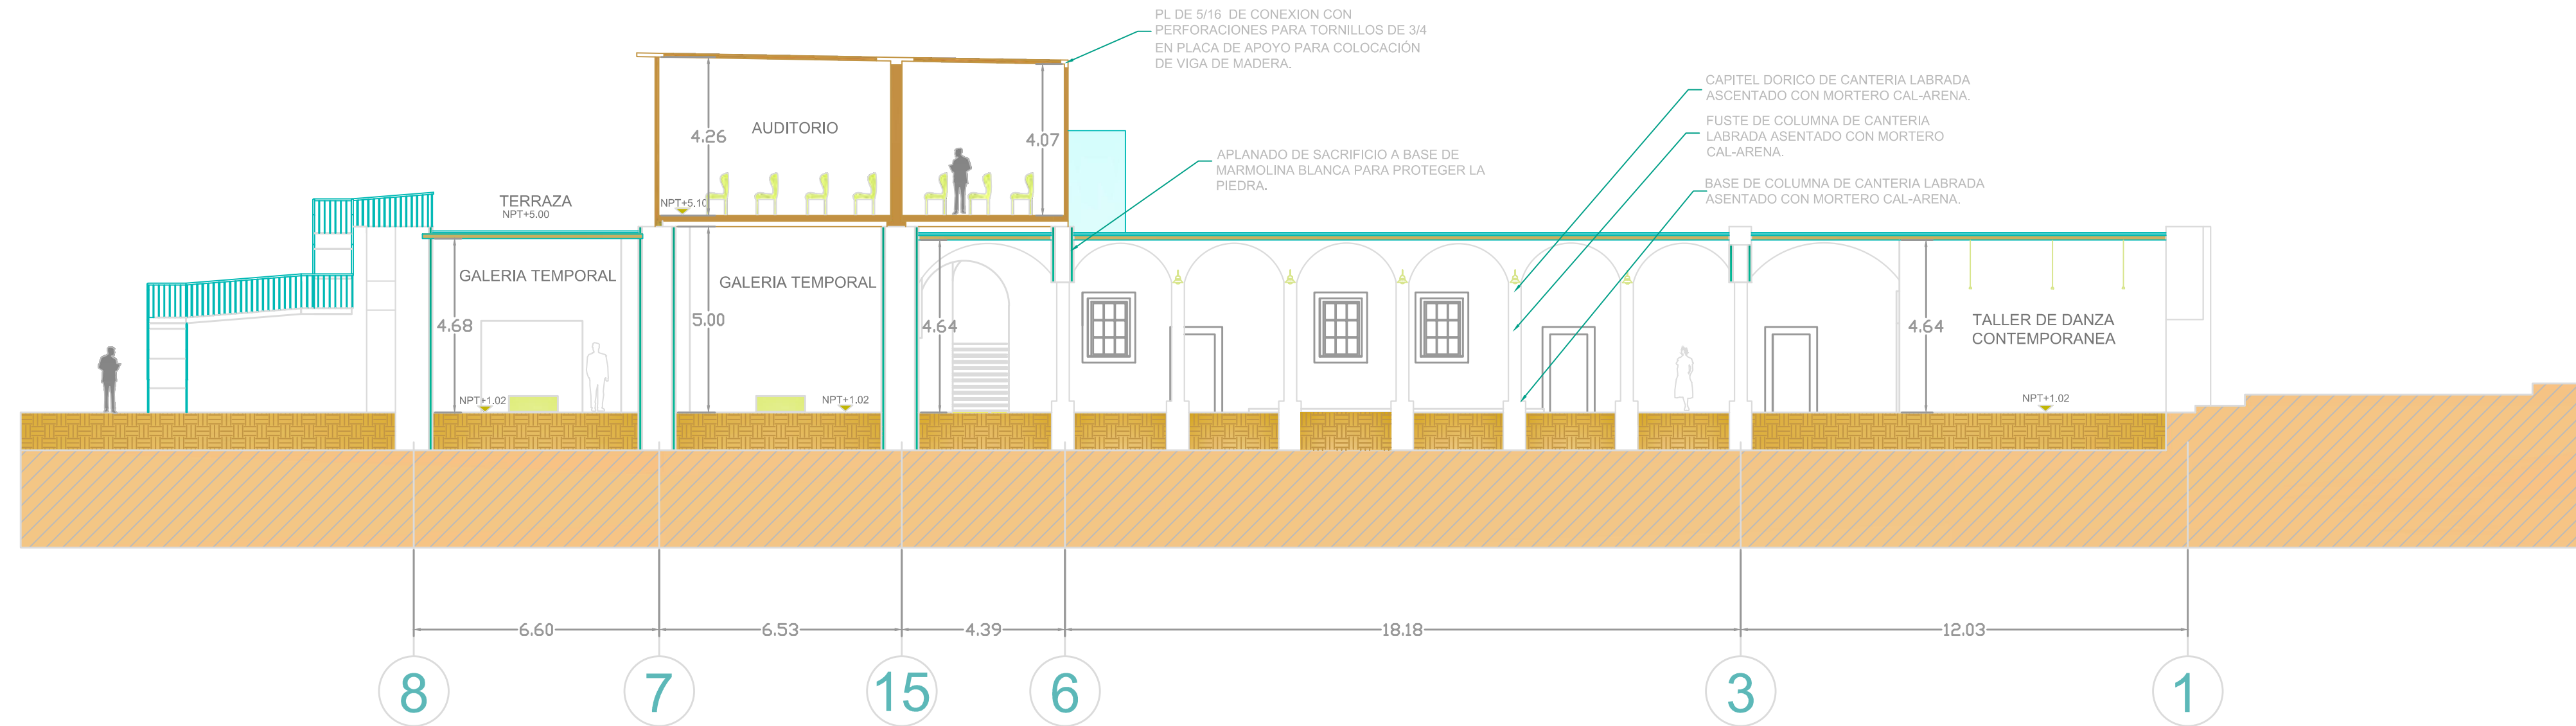 PL DE 5/16 DE CONEXION CON
PERFORACIONES PARA TORNILLOS DE 3/4
EN PLACA DE APOYO PARA COLOCACIÓN
DE VIGA DE MADERA.
CAPITEL DORICO DE CANTERIA LABRADA
ASCENTADO CON MORTERO CAL-ARENA.
FUSTE DE COLUMNA DE CANTERIA
LABRADA ASENTADO CON MORTERO
CAL-ARENA.
APLANADO DE SACRIFICIO A BASE DE
MARMOLINA BLANCA PARA PROTEGER LA
PIEDRA.
BASE DE COLUMNA DE CANTERIA LABRADA
ASENTADO CON MORTERO CAL-ARENA.
4.26
AUDITORIO
4.07
TERRAZA
NPT+5.00
NPT+5.10
GALERIA TEMPORAL
GALERIA TEMPORAL
4.68
5.00
4.64
4.64
TALLER DE DANZA
CONTEMPORANEA
NPT+1.02
NPT+1.02
NPT+1.02
6.60
6.53
4.39
18.18
12.03
8
7
15
6
3
1